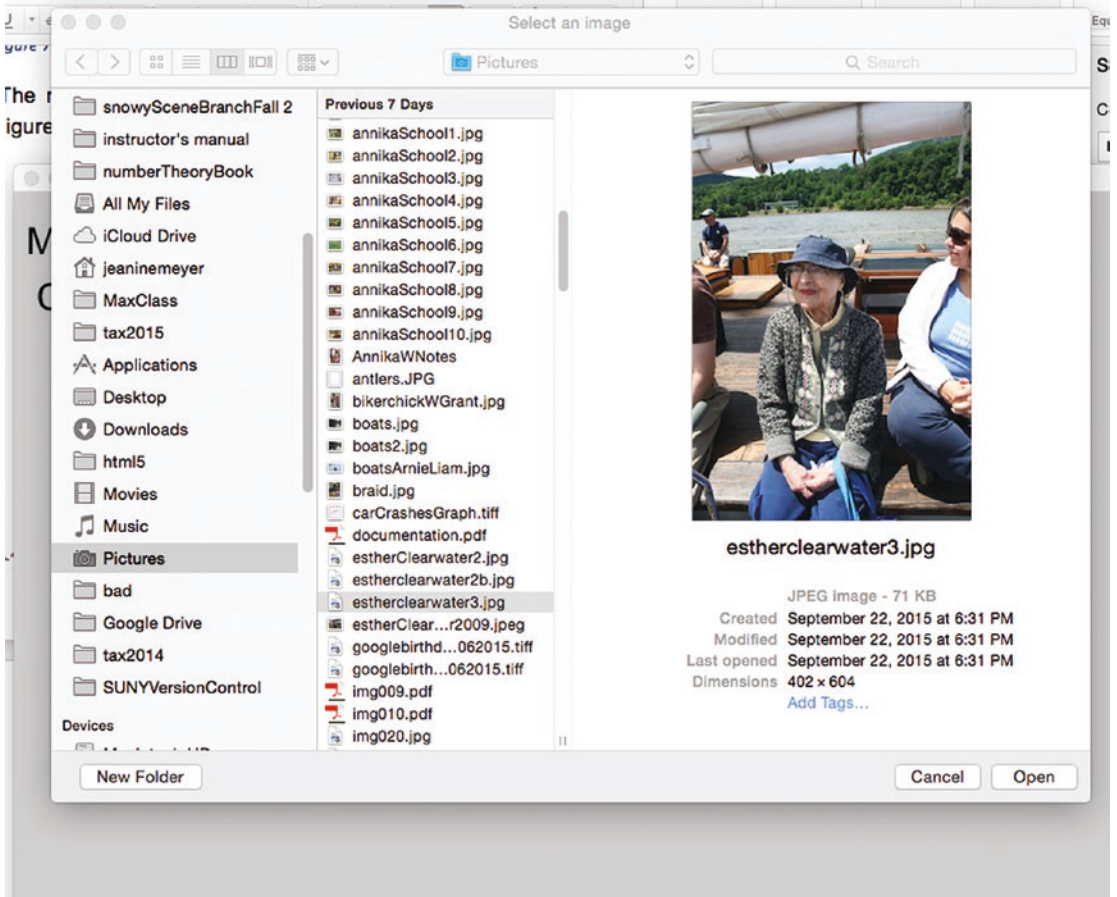 Select an image
Pictures
Search
The
igure
snowySceneBranchFall 2
instructor's manual
numberTheoryBook
All My Files
iCloud Drive
jeaninemeyer
MaxClass
tax2015
Applications
Desktop
Downloads
html5
Movies
Music
Pictures
bad
Google Drive
tax2014
SUNYVersionControl
Devices
Previous 7 Days
annikaSchool1.jpg
annikaSchool2.jpg
annikaSchool3.jpg
annikaSchool4.jpg
annikaSchool5.jpg
annikaSchool6.jpg
annikaSchool7.jpg
annikaSchool8.jpg
annikaSchool9.jpg
annikaSchool10.jpg
AnnikaWNotes
antlers.JPG
bikerchickWGrant.jpg
boats.jpg
boats2.jpg
boatsArnieLiam.jpg
braid.jpg
carCrashesGraph.tiff
documentation.pdf
estherClearwater2.jpg
estherclearwater2b.jpg
estherclearwater3.jpg
estherClear...r2009.jpeg
googlebirthd...062015.tiff
googlebirth...062015.tiff
img009.pdf
img010.pdf
img020.jpg
estherclearwater3.jpg
JPEG image - 71 KB
Created September 22, 2015 at 6:31 PM
Modified September 22, 2015 at 6:31 PM
Last opened September 22, 2015 at 6:31 PM
Dimensions 402 × 604
Add Tags...
New Folder
Cancel
Open